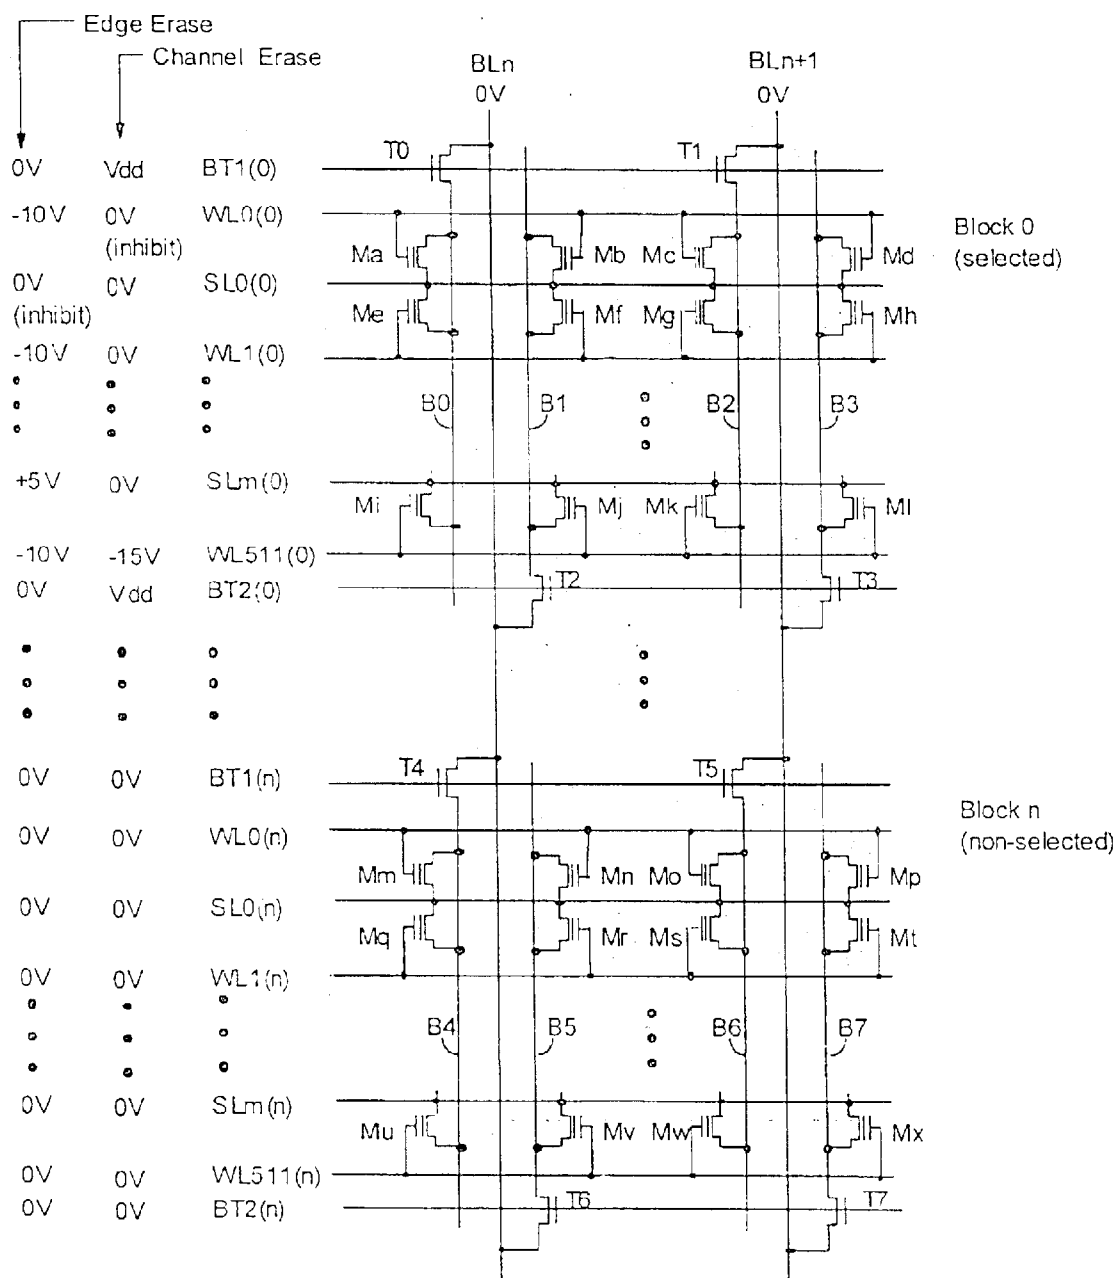 Edge Erase
Channel Erase
BLn
0V
BLn+1
0V
T0
T1
0V Vdd BT1(0)
-10V 0V WL0(0)
(inhibit)
Block 0
(selected)
Ma Mb Mc Md
0V 0V SL0(0)
(inhibit)
Me Mf Mg Mh
-10V 0V WL1(0)
B0 B1 B2 B3
+5V 0V SLm(0)
Mi Mj Mk Ml
-10V -15V WL511(0)
0V Vdd BT2(0)
T2 T3
T4 T5
0V 0V BT1(n)
Block n
(non-selected)
0V 0V WL0(n)
Mm Mn Mo Mp
0V 0V SL0(n)
Mq Mr Ms Mt
0V 0V WL1(n)
B4 B5 B6 B7
0V 0V SLm(n)
Mu Mv Mw Mx
0V 0V WL511(n)
0V 0V BT2(n)
T6 T7